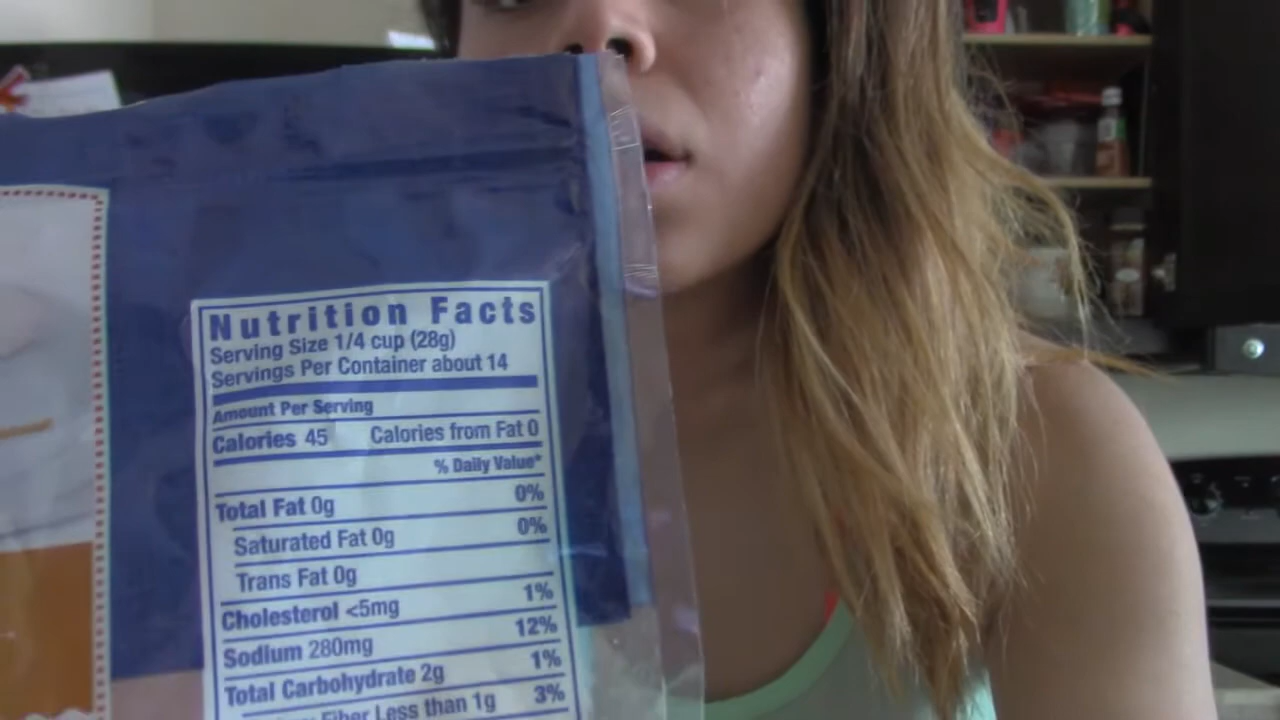 Nutrition Facts
Serving Size 1/4 cup (28g)
Servings Per Container about 14
Amount Per Serving
Calories 45 Calories from Fat 0
% Daily Value*
Total Fat 0g 0%
Saturated Fat 0g 0%
Trans Fat 0g
Cholesterol <5mg 1%
Sodium 280mg 12%
Total Carbohydrate 2g 1%
Fiber Less than 1g 3%